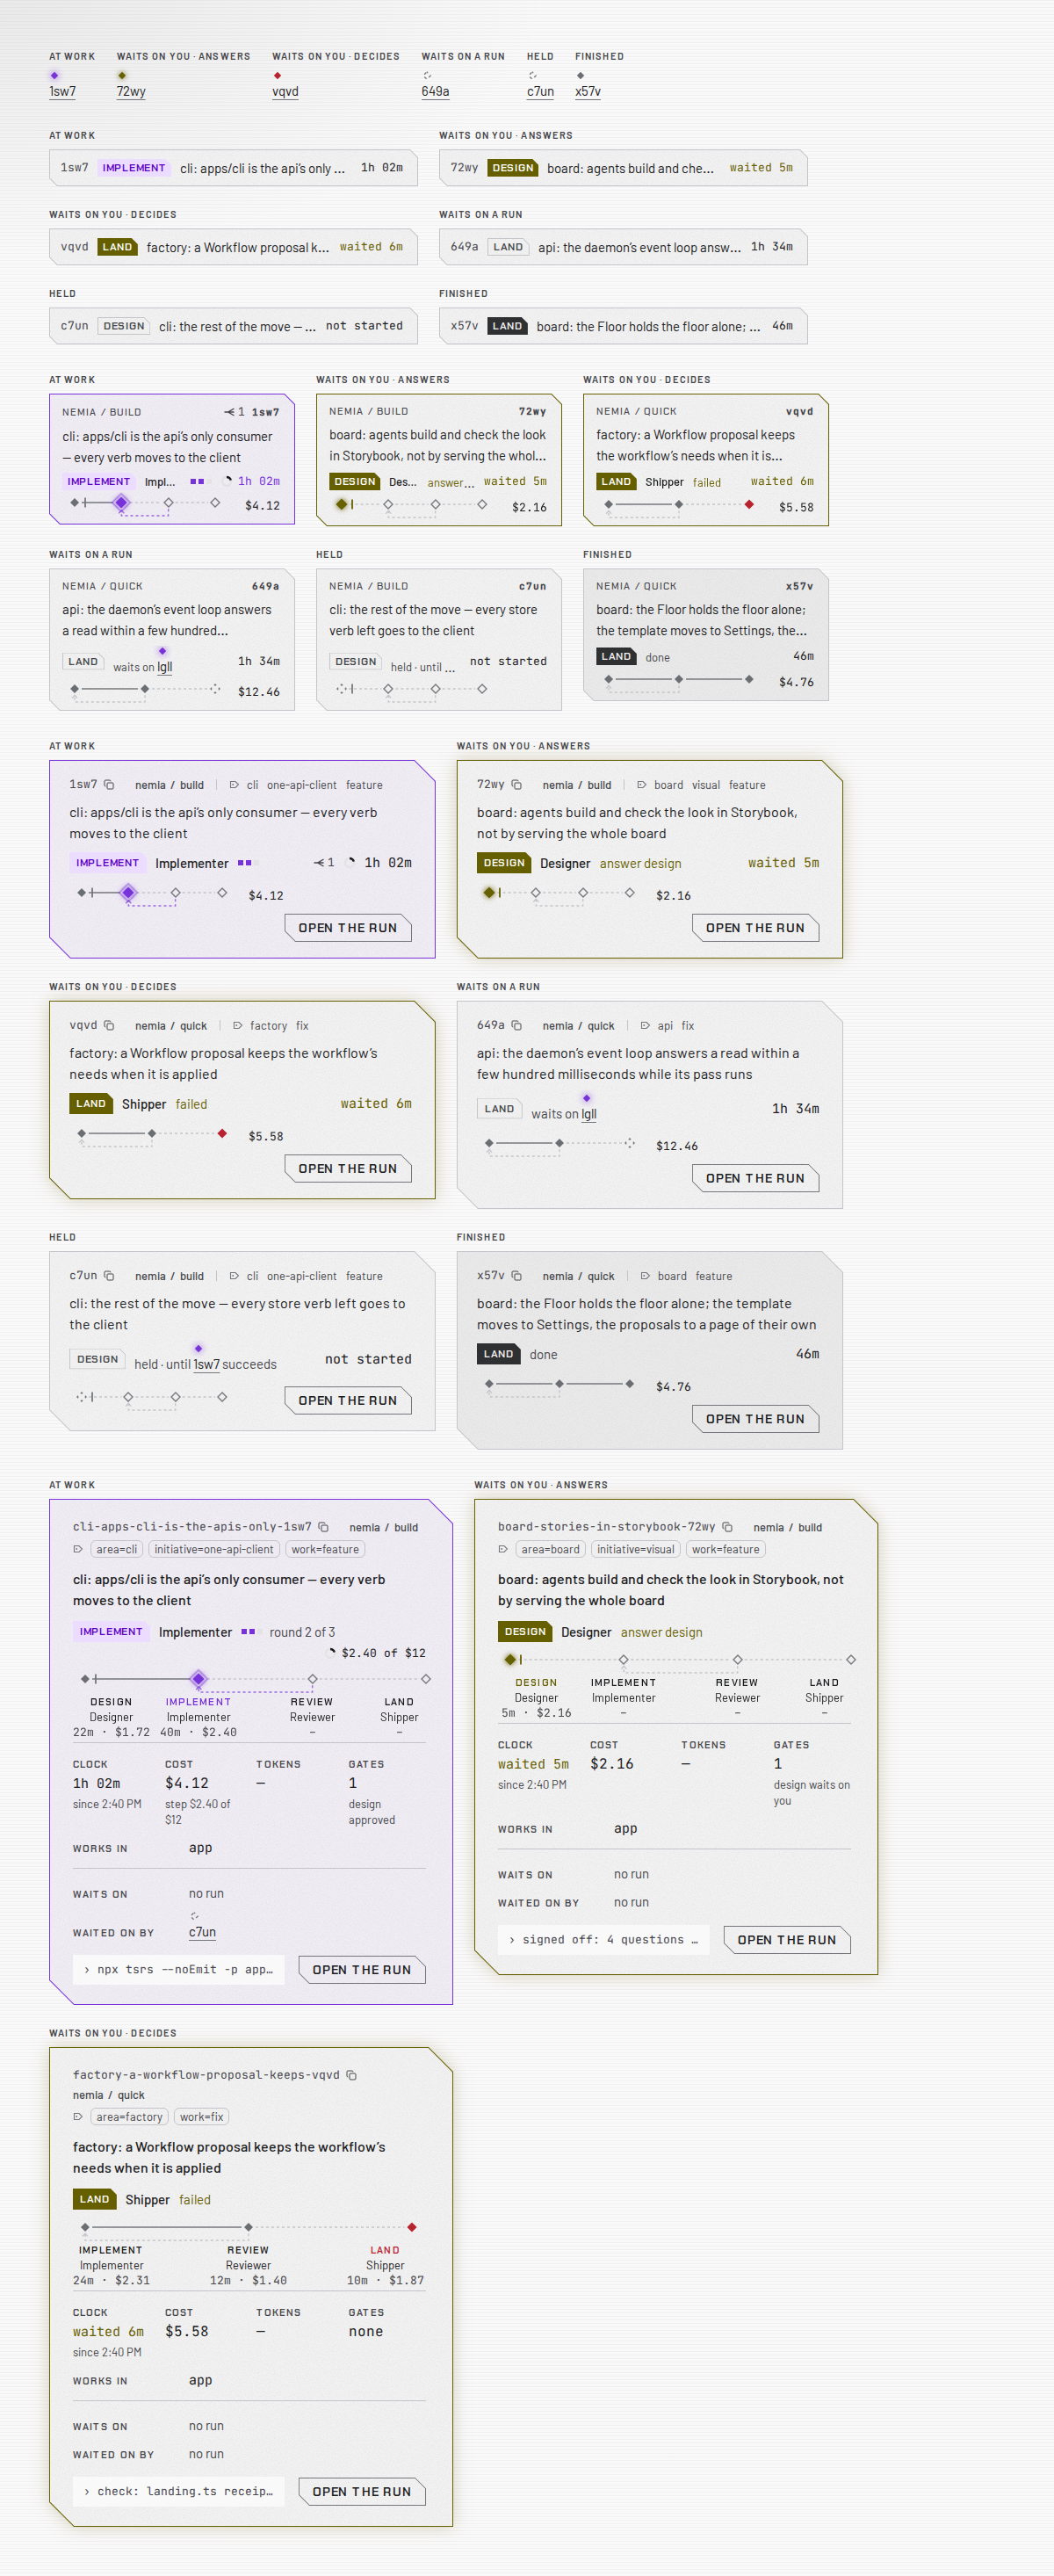 AT WORK WAITS ON YOU · ANSWERS WAITS ON YOU · DECIDES WAITS ON A RUN HELD FINISHED
1sw7 72wy vqvd 649a c7un x57v
AT WORK WAITS ON YOU · ANSWERS
1sw7 IMPLEMENT cli: apps/cli is the api’s only … 1h 02m
72wy DESIGN board: agents build and che… waited 5m
WAITS ON YOU · DECIDES WAITS ON A RUN
vqvd LAND factory: a Workflow proposal k… waited 6m
649a LAND api: the daemon’s event loop answ… 1h 34m
HELD FINISHED
c7un DESIGN cli: the rest of the move — … not started
x57v LAND board: the Floor holds the floor alone; … 46m
AT WORK
NEMIA / BUILD 1 1sw7
cli: apps/cli is the api’s only consumer
— every verb moves to the client
IMPLEMENT Impl… 1h 02m
$4.12
WAITS ON YOU · ANSWERS
NEMIA / BUILD 72wy
board: agents build and check the look
in Storybook, not by serving the whol…
DESIGN Des… answer… waited 5m
$2.16
WAITS ON YOU · DECIDES
NEMIA / QUICK vqvd
factory: a Workflow proposal keeps
the workflow’s needs when it is…
LAND Shipper failed waited 6m
$5.58
WAITS ON A RUN
NEMIA / QUICK 649a
api: the daemon’s event loop answers
a read within a few hundred…
LAND waits on lgll 1h 34m
$12.46
HELD
NEMIA / BUILD c7un
cli: the rest of the move — every store
verb left goes to the client
DESIGN held · until … not started
FINISHED
NEMIA / QUICK x57v
board: the Floor holds the floor alone;
the template moves to Settings, the…
LAND done 46m
$4.76
AT WORK
1sw7 nemia / build cli one-api-client feature
cli: apps/cli is the api’s only consumer — every verb
moves to the client
IMPLEMENT Implementer 1 1h 02m
$4.12
OPEN THE RUN
WAITS ON YOU · ANSWERS
72wy nemia / build board visual feature
board: agents build and check the look in Storybook,
not by serving the whole board
DESIGN Designer answer design waited 5m
$2.16
OPEN THE RUN
WAITS ON YOU · DECIDES
vqvd nemia / quick factory fix
factory: a Workflow proposal keeps the workflow’s
needs when it is applied
LAND Shipper failed waited 6m
$5.58
OPEN THE RUN
WAITS ON A RUN
649a nemia / quick api fix
api: the daemon’s event loop answers a read within a
few hundred milliseconds while its pass runs
LAND waits on lgll 1h 34m
$12.46
OPEN THE RUN
HELD
c7un nemia / build cli one-api-client feature
cli: the rest of the move — every store verb left goes to
the client
DESIGN held · until 1sw7 succeeds not started
OPEN THE RUN
FINISHED
x57v nemia / quick board feature
board: the Floor holds the floor alone; the template
moves to Settings, the proposals to a page of their own
LAND done 46m
$4.76
OPEN THE RUN
AT WORK
cli-apps-cli-is-the-apis-only-1sw7 nemia / build
area=cli initiative=one-api-client work=feature
cli: apps/cli is the api’s only consumer — every verb
moves to the client
IMPLEMENT Implementer round 2 of 3
$2.40 of $12
DESIGN IMPLEMENT REVIEW LAND
Designer Implementer Reviewer Shipper
22m · $1.72 40m · $2.40 – –
CLOCK COST TOKENS GATES
1h 02m $4.12 — 1
since 2:40 PM step $2.40 of design
$12 approved
WORKS IN app
WAITS ON no run
WAITED ON BY c7un
› npx tsrs --noEmit -p app… OPEN THE RUN
WAITS ON YOU · ANSWERS
board-stories-in-storybook-72wy nemia / build
area=board initiative=visual work=feature
board: agents build and check the look in Storybook, not
by serving the whole board
DESIGN Designer answer design
DESIGN IMPLEMENT REVIEW LAND
Designer Implementer Reviewer Shipper
5m · $2.16 – – –
CLOCK COST TOKENS GATES
waited 5m $2.16 — 1
since 2:40 PM design waits on
you
WORKS IN app
WAITS ON no run
WAITED ON BY no run
› signed off: 4 questions … OPEN THE RUN
WAITS ON YOU · DECIDES
factory-a-workflow-proposal-keeps-vqvd
nemia / quick
area=factory work=fix
factory: a Workflow proposal keeps the workflow’s
needs when it is applied
LAND Shipper failed
IMPLEMENT REVIEW LAND
Implementer Reviewer Shipper
24m · $2.31 12m · $1.40 10m · $1.87
CLOCK COST TOKENS GATES
waited 6m $5.58 — none
since 2:40 PM
WORKS IN app
WAITS ON no run
WAITED ON BY no run
› check: landing.ts receip… OPEN THE RUN